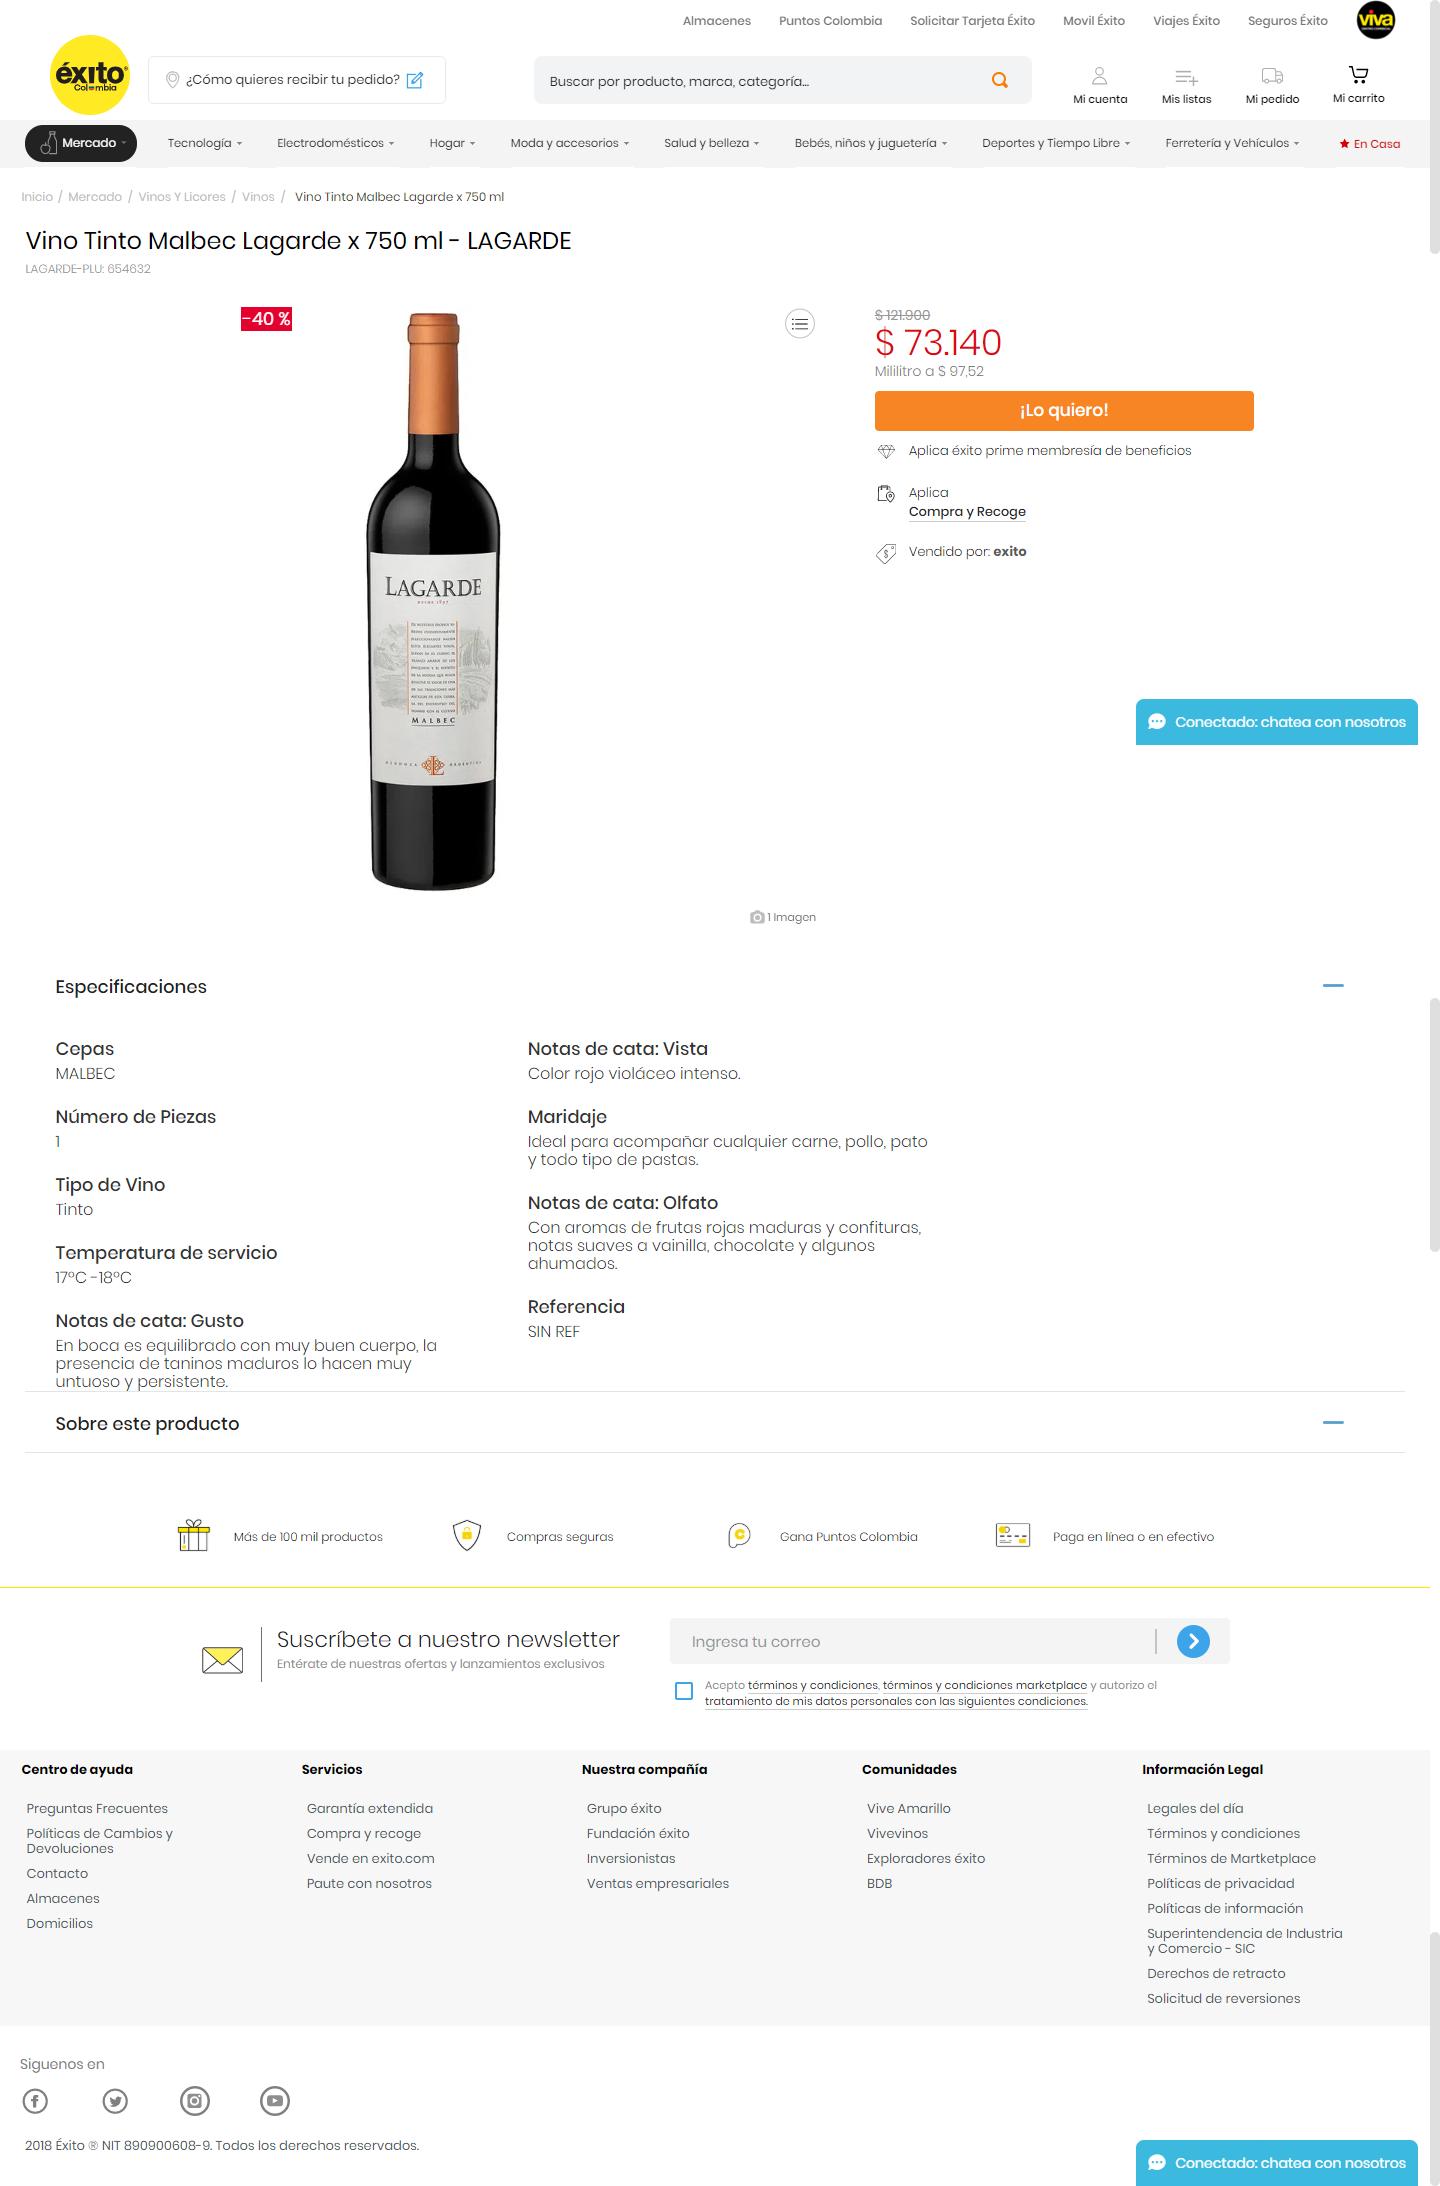 Almacenes Puntos Colombia Solicitar Tarjeta Éxito Movil Éxito Viajes Éxito Seguros Éxito viva
éxito
Colombia
¿Cómo quieres recibir tu pedido?
Buscar por producto, marca, categoría...
Mi cuenta Mis listas Mi pedido Mi carrito
Mercado Tecnología Electrodomésticos Hogar Moda y accesorios Salud y belleza Bebés, niños y juguetería Deportes y Tiempo Libre Ferretería y Vehículos En Casa
Inicio / Mercado / Vinos Y Licores / Vinos / Vino Tinto Malbec Lagarde x 750 ml
Vino Tinto Malbec Lagarde x 750 ml - LAGARDE
LAGARDE-PLU: 654632
-40 %
LAGARDE
MALBEC
MENDOZA ARGENTINA
1 Imagen
$ 121.900
$ 73.140
Mililitro a $ 97,52
¡Lo quiero!
Aplica éxito prime membresía de beneficios
Aplica
Compra y Recoge
Vendido por: exito
Conectado: chatea con nosotros
Especificaciones
Cepas
MALBEC
Número de Piezas
1
Tipo de Vino
Tinto
Temperatura de servicio
17°C -18°C
Notas de cata: Gusto
En boca es equilibrado con muy buen cuerpo, la
presencia de taninos maduros lo hacen muy
untuoso y persistente.
Notas de cata: Vista
Color rojo violáceo intenso.
Maridaje
Ideal para acompañar cualquier carne, pollo, pato
y todo tipo de pastas.
Notas de cata: Olfato
Con aromas de frutas rojas maduras y confituras,
notas suaves a vainilla, chocolate y algunos
ahumados.
Referencia
SIN REF
Sobre este producto
Más de 100 mil productos
Compras seguras
Gana Puntos Colombia
Paga en línea o en efectivo
Suscríbete a nuestro newsletter
Entérate de nuestras ofertas y lanzamientos exclusivos
Ingresa tu correo
Acepto términos y condiciones, términos y condiciones marketplace y autorizo el
tratamiento de mis datos personales con las siguientes condiciones.
Centro de ayuda
Preguntas Frecuentes
Políticas de Cambios y
Devoluciones
Contacto
Almacenes
Domicilios
Servicios
Garantía extendida
Compra y recoge
Vende en exito.com
Paute con nosotros
Nuestra compañía
Grupo éxito
Fundación éxito
Inversionistas
Ventas empresariales
Comunidades
Vive Amarillo
Vivevinos
Exploradores éxito
BDB
Información Legal
Legales del día
Términos y condiciones
Términos de Martketplace
Políticas de privacidad
Políticas de información
Superintendencia de Industria
y Comercio - SIC
Derechos de retracto
Solicitud de reversiones
Siguenos en
2018 Éxito ® NIT 890900608-9. Todos los derechos reservados.
Conectado: chatea con nosotros